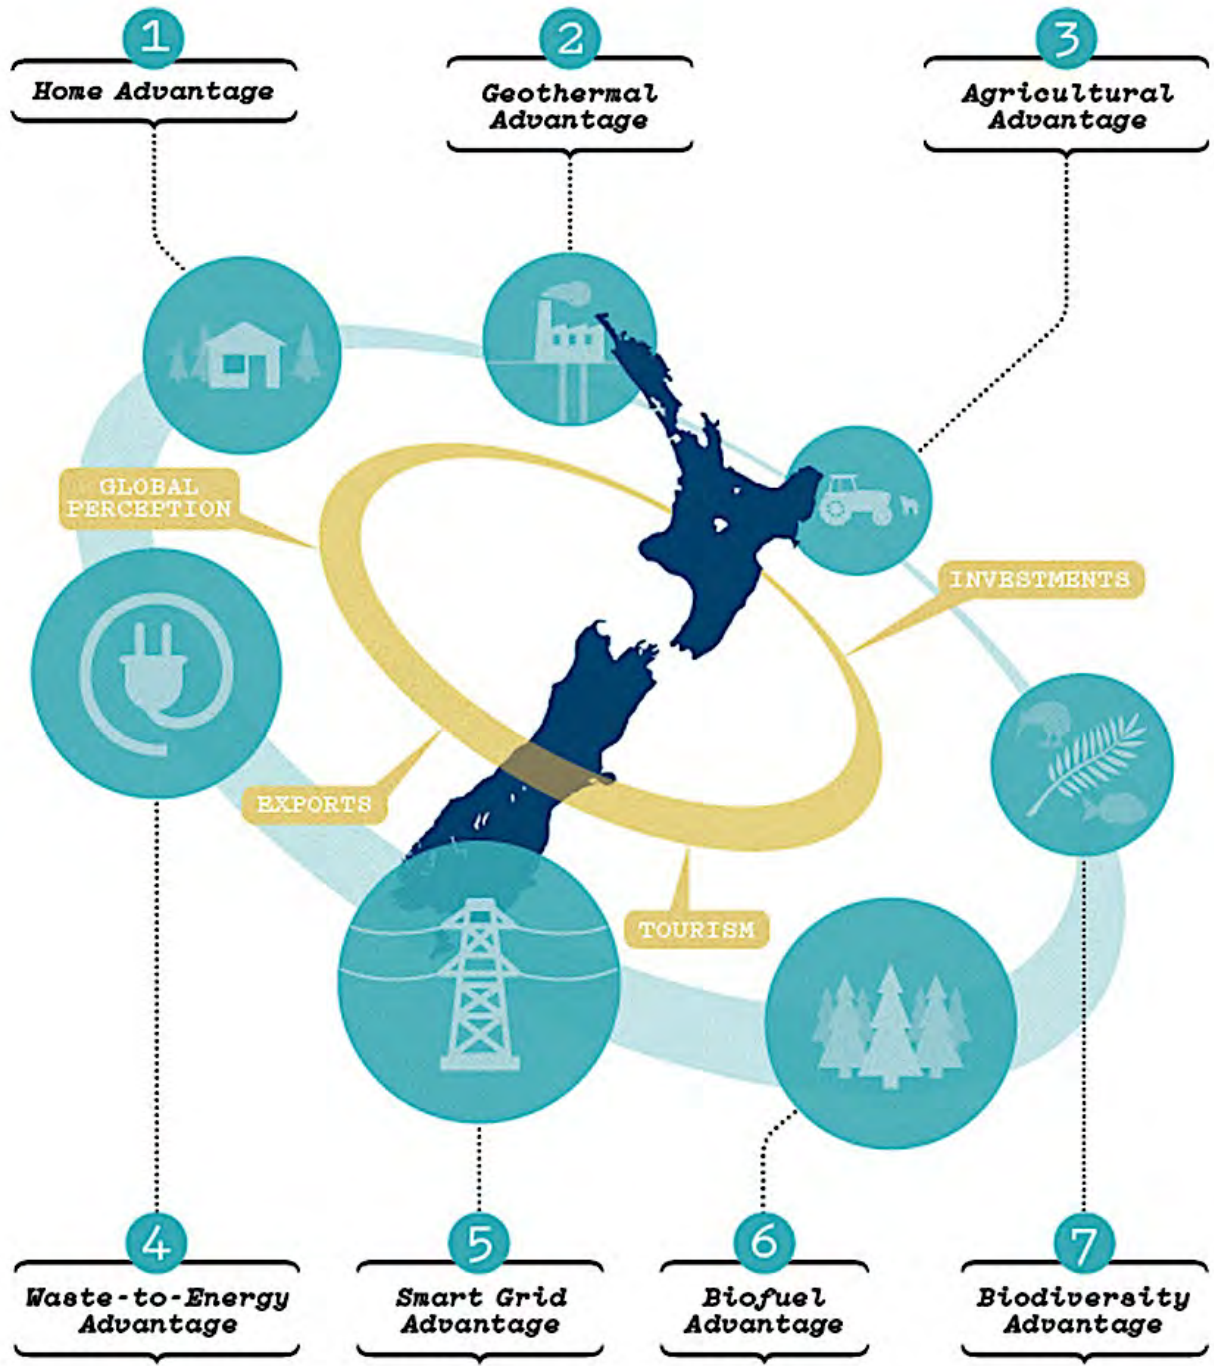 1
Home Advantage
2
Geothermal
Advantage
3
Agricultural
Advantage
GLOBAL
PERCEPTION
INVESTMENTS
EXPORTS
TOURISM
4
Waste-to-Energy
Advantage
5
Smart Grid
Advantage
6
Biofuel
Advantage
7
Biodiversity
Advantage